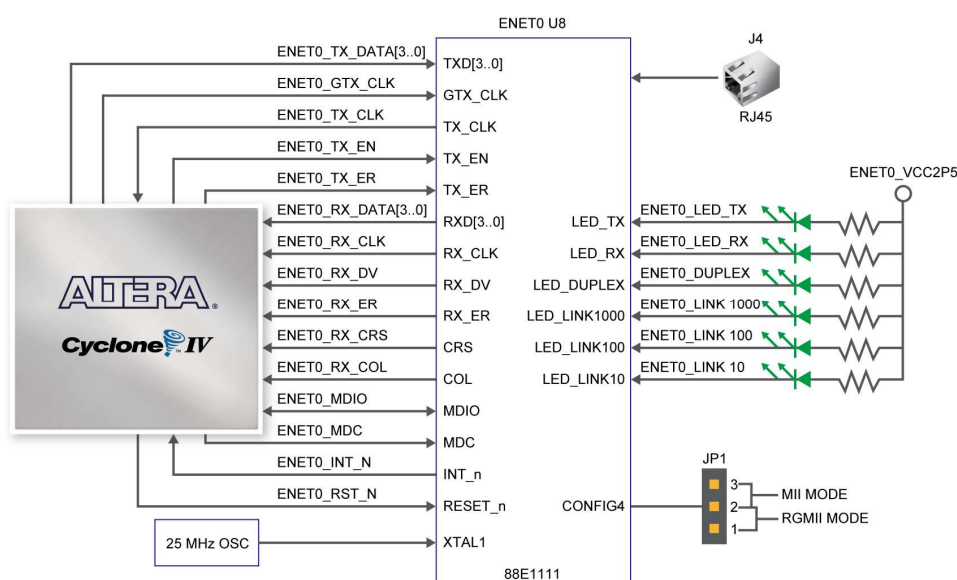 ENET0 U8
J4
RJ45
ENET0_TX_DATA[3..0]
TXD[3..0]
ENET0_GTX_CLK
GTX_CLK
ENET0_TX_CLK
TX_CLK
ENET0_TX_EN
TX_EN
ENET0_TX_ER
TX_ER
ENET0_RX_DATA[3..0]
RXD[3..0]
ENET0_RX_CLK
RX_CLK
ENET0_RX_DV
RX_DV
ENET0_RX_ER
RX_ER
ENET0_RX_CRS
CRS
ENET0_RX_COL
COL
ENET0_MDIO
MDIO
ENET0_MDC
MDC
ENET0_INT_N
INT_n
ENET0_RST_N
RESET_n
25 MHz OSC
XTAL1
ALTERA.
Cyclone™ IV
ENET0_VCC2P5
LED_TX
ENET0_LED_TX
LED_RX
ENET0_LED_RX
LED_DUPLEX
ENET0_DUPLEX
LED_LINK1000
ENET0_LINK 1000
LED_LINK100
ENET0_LINK 100
LED_LINK10
ENET0_LINK 10
JP1
CONFIG4
3
2
1
MII MODE
RGMII MODE
88E1111